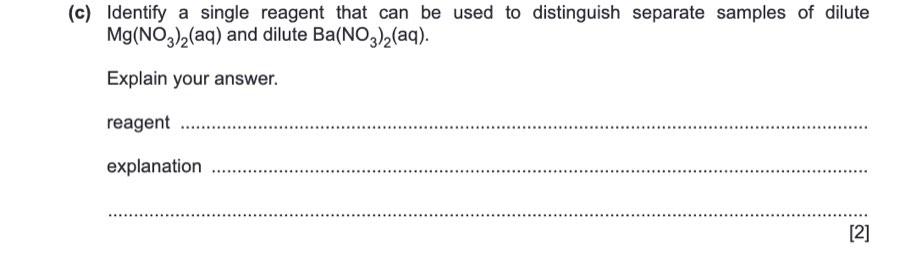 (c) Identify a single reagent that can be used to distinguish separate samples of dilute
Mg(NO₃)₂(aq) and dilute Ba(NO₃)₂(aq).
Explain your answer.
reagent ..........................................................................................
explanation ..........................................................................................
..........................................................................................
[2]